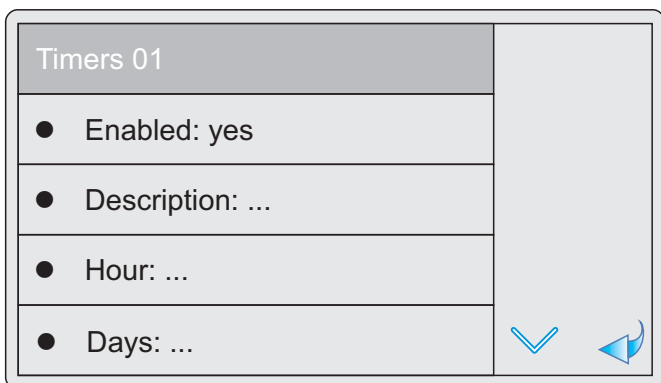 Timers 01
● Enabled: yes
● Description: ...
● Hour: ...
● Days: ...